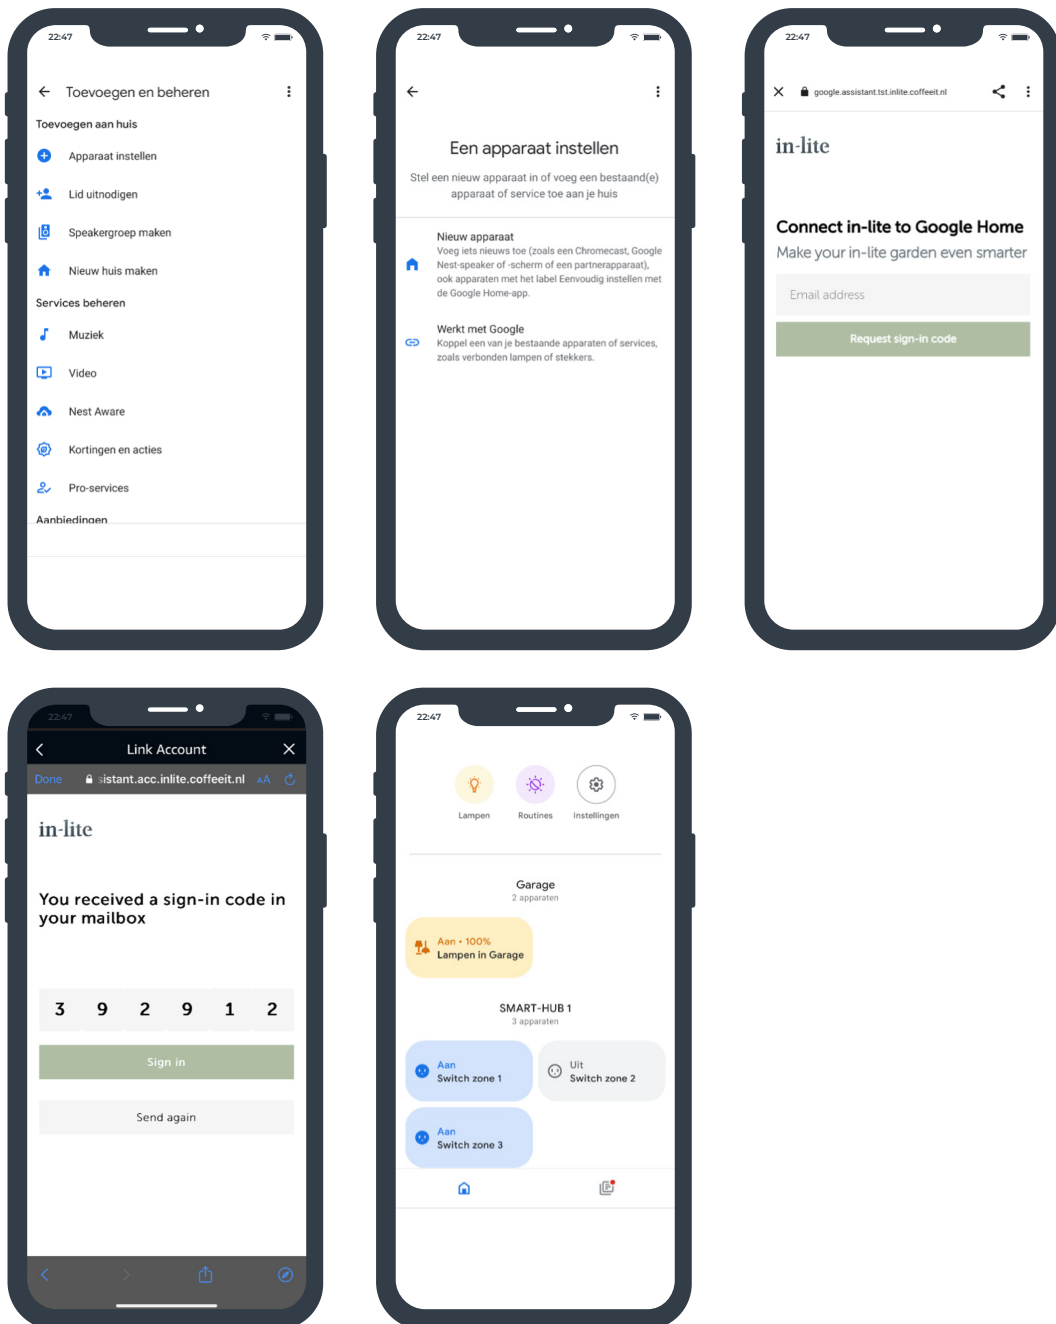 22:47
Toevoegen en beheren
Toevoegen aan huis
Apparaat instellen
Lid uitnodigen
Speakergroep maken
Nieuw huis maken
Services beheren
Muziek
Video
Nest Aware
Kortingen en acties
Pro-services
Aanbiedingen
22:47
Een apparaat instellen
Stel een nieuw apparaat in of voeg een bestaand(e)
apparaat of service toe aan je huis
Nieuw apparaat
Voeg iets nieuws toe (zoals een Chromecast, Google
Nest-speaker of -scherm of een partnerapparaat),
ook apparaten met het label Eenvoudig instellen met
de Google Home-app.
Werkt met Google
Koppel een van je bestaande apparaten of services,
zoals verbonden lampen of stekkers.
22:47
google.assistant.tst.inlite.coffeeit.nl
in-lite
Connect in-lite to Google Home
Make your in-lite garden even smarter
Email address
Request sign-in code
22:47
Link Account
Done sistant.acc.inlite.coffeeit.nl AA
in-lite
You received a sign-in code in
your mailbox
3 9 2 9 1 2
Sign in
Send again
22:47
Lampen Routines Instellingen
Garage
2 apparaten
Aan • 100%
Lampen in Garage
SMART-HUB 1
3 apparaten
Aan
Switch zone 1
Uit
Switch zone 2
Aan
Switch zone 3